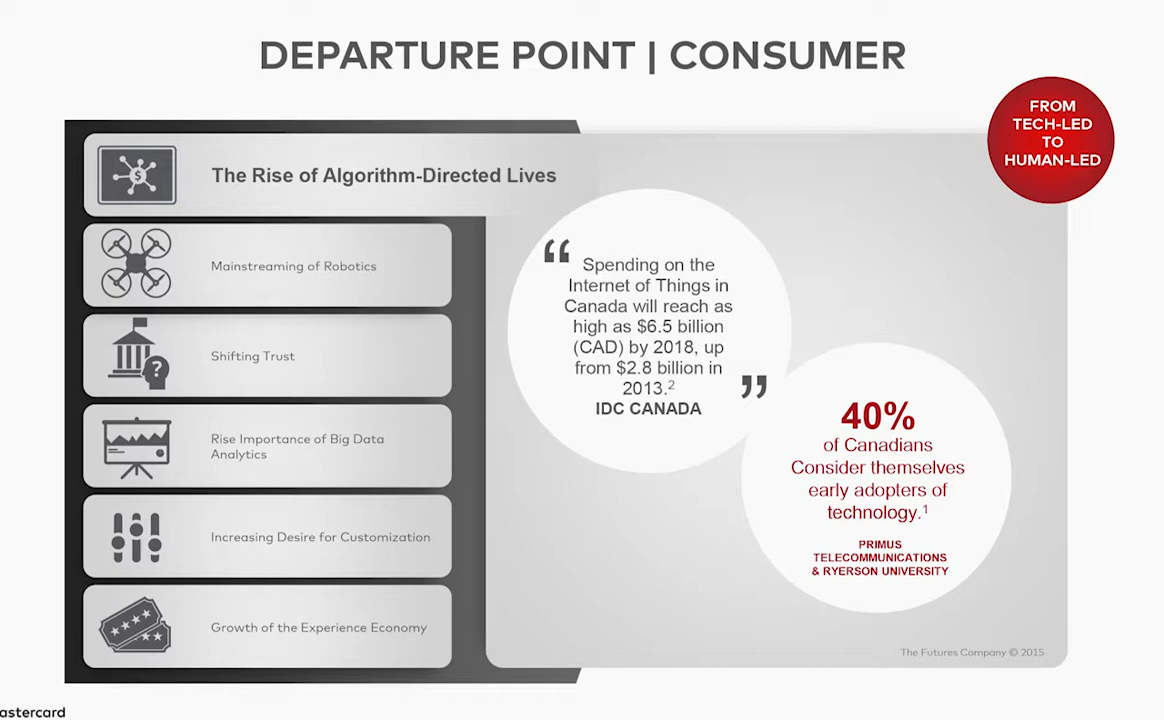 DEPARTURE POINT | CONSUMER
FROM
TECH-LED
TO
HUMAN-LED
The Rise of Algorithm-Directed Lives
$
Mainstreaming of Robotics
Shifting Trust
?
Rise Importance of Big Data
Analytics
Increasing Desire for Customization
Growth of the Experience Economy
“ Spending on the
Internet of Things in
Canada will reach as
high as $6.5 billion
(CAD) by 2018, up
from $2.8 billion in
2013.² ”
IDC CANADA
40%
of Canadians
Consider themselves
early adopters of
technology.¹
PRIMUS
TELECOMMUNICATIONS
& RYERSON UNIVERSITY
The Futures Company © 2015
astercard